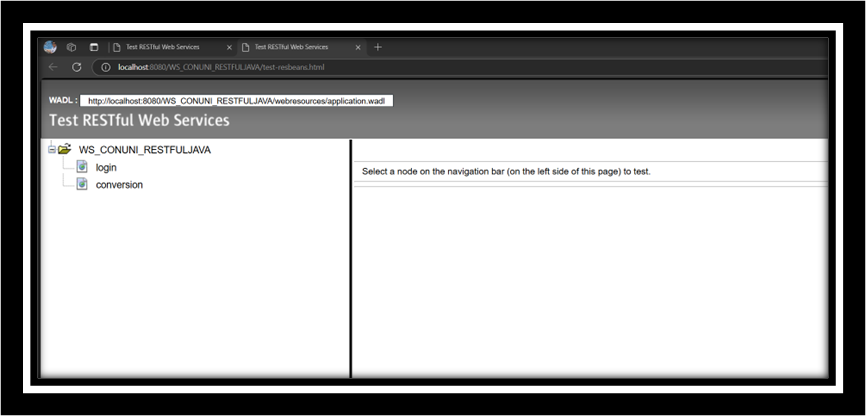 Test RESTful Web Services
Test RESTful Web Services
localhost:8080/WS_CONUNI_RESTFULJAVA/test-resbeans.html
WADL : http://localhost:8080/WS_CONUNI_RESTFULJAVA/webresources/application.wadl
Test RESTful Web Services
WS_CONUNI_RESTFULJAVA
login
conversion
Select a node on the navigation bar (on the left side of this page) to test.